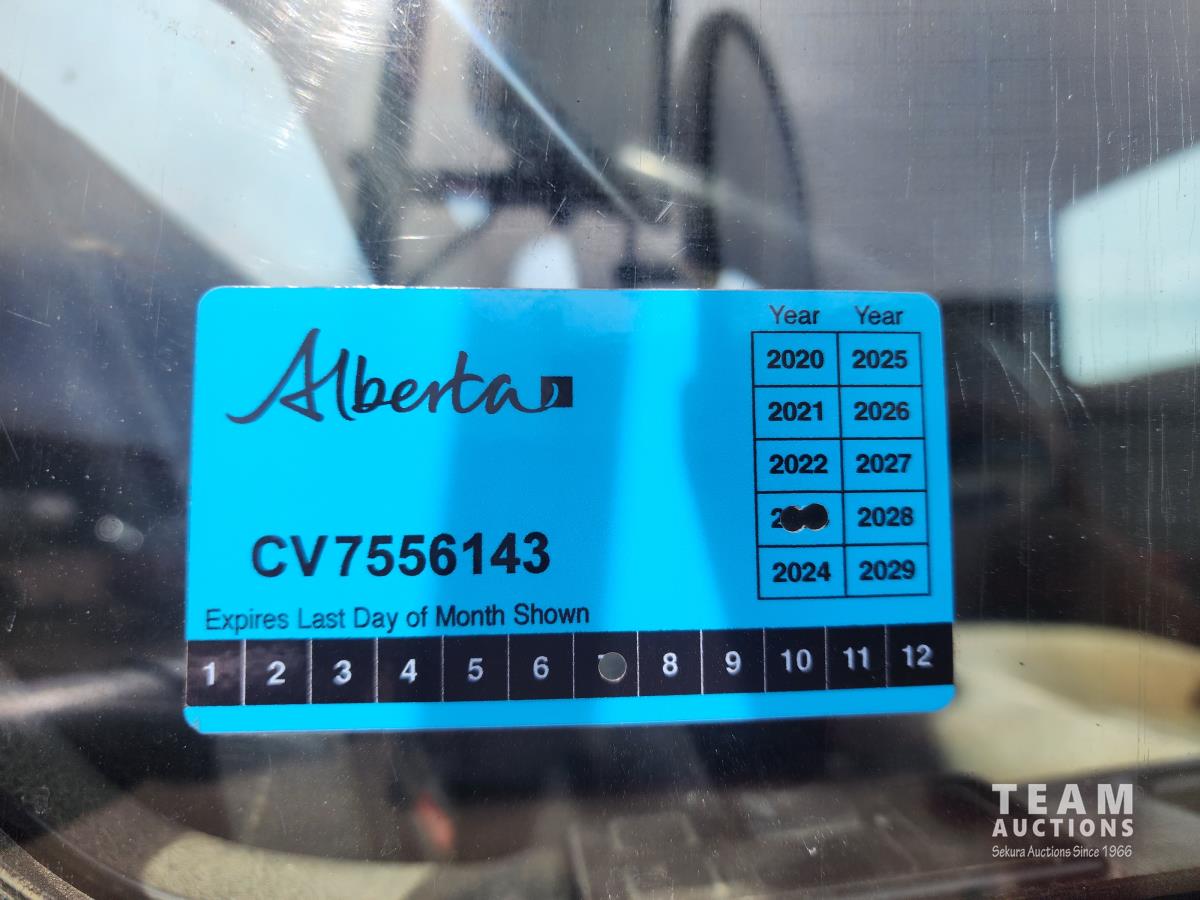 Alberta
Year Year
2020 2025
2021 2026
2022 2027
2028
2024 2029
CV7556143
Expires Last Day of Month Shown
1 2 3 4 5 6 8 9 10 11 12
TEAM
AUCTIONS
Sekura Auctions Since 1966